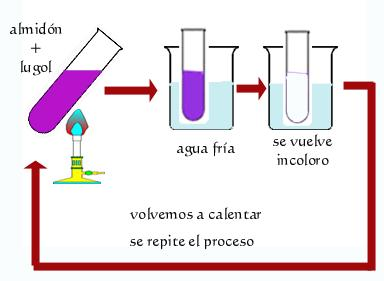 almidón
+
lugol
agua fría
se vuelve
incoloro
volvemos a calentar
se repite el proceso